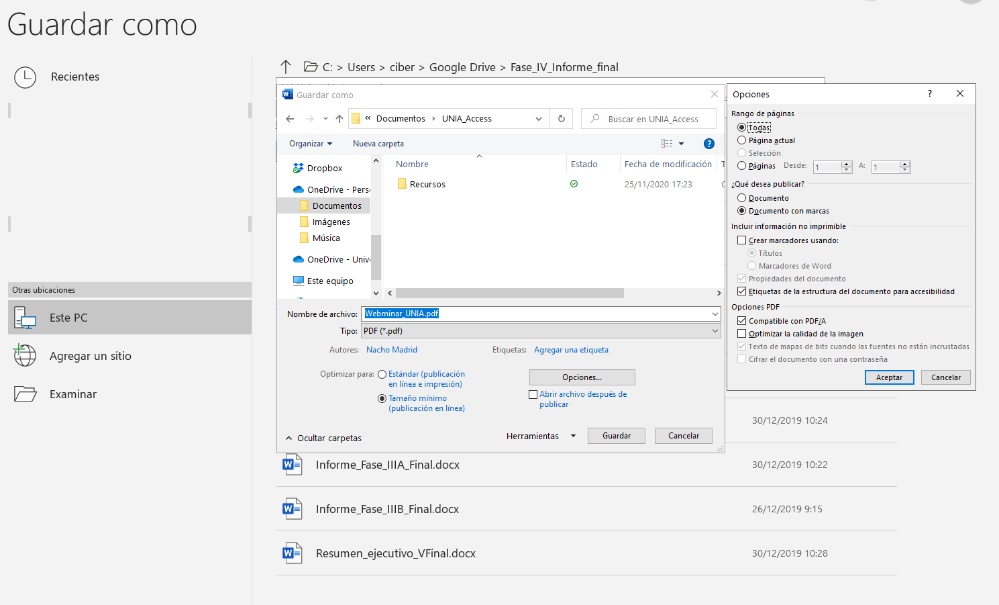 Guardar como
Recientes
Otras ubicaciones
Este PC
Agregar un sitio
Examinar
C: > Users > ciber > Google Drive > Fase_IV_Informe_final
Guardar como
« Documentos > UNIA_Access
Buscar en UNIA_Access
Organizar
Nueva carpeta
?
Dropbox
OneDrive - Pers
Documentos
Imágenes
Música
OneDrive - Univ
Este equipo
Nombre
Estado
Fecha de modificación
T
Recursos
25/11/2020 17:23
Nombre de archivo: Webminar_UNIA.pdf
Tipo: PDF (*.pdf)
Autores: Nacho Madrid
Etiquetas: Agregar una etiqueta
Optimizar para:
Estándar (publicación
en línea e impresión)
Tamaño mínimo
(publicación en línea)
Opciones...
Abrir archivo después de
publicar
Ocultar carpetas
Herramientas
Guardar
Cancelar
Opciones
?
Rango de páginas
Todas
Página actual
Selección
Páginas Desde: 1 A: 1
¿Qué desea publicar?
Documento
Documento con marcas
Incluir información no imprimible
Crear marcadores usando:
Títulos
Marcadores de Word
Propiedades del documento
Etiquetas de la estructura del documento para accesibilidad
Opciones PDF
Compatible con PDF/A
Optimizar la calidad de la imagen
Texto de mapas de bits cuando las fuentes no están incrustadas
Cifrar el documento con una contraseña
Aceptar
Cancelar
30/12/2019 10:24
Informe_Fase_IIIA_Final.docx 30/12/2019 10:22
Informe_Fase_IIIB_Final.docx 26/12/2019 9:15
Resumen_ejecutivo_VFinal.docx 30/12/2019 10:28